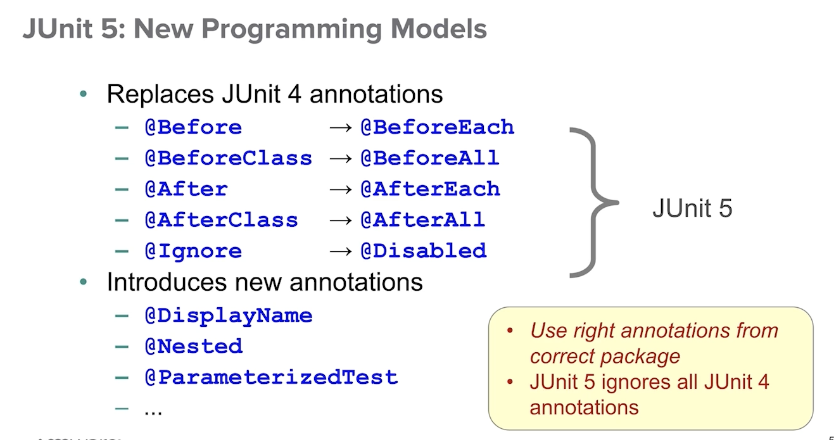 JUnit 5: New Programming Models
• Replaces JUnit 4 annotations
– @Before → @BeforeEach
– @BeforeClass → @BeforeAll
– @After → @AfterEach
– @AfterClass → @AfterAll
– @Ignore → @Disabled
JUnit 5
• Introduces new annotations
– @DisplayName
– @Nested
– @ParameterizedTest
– ...
• Use right annotations from
correct package
• JUnit 5 ignores all JUnit 4
annotations